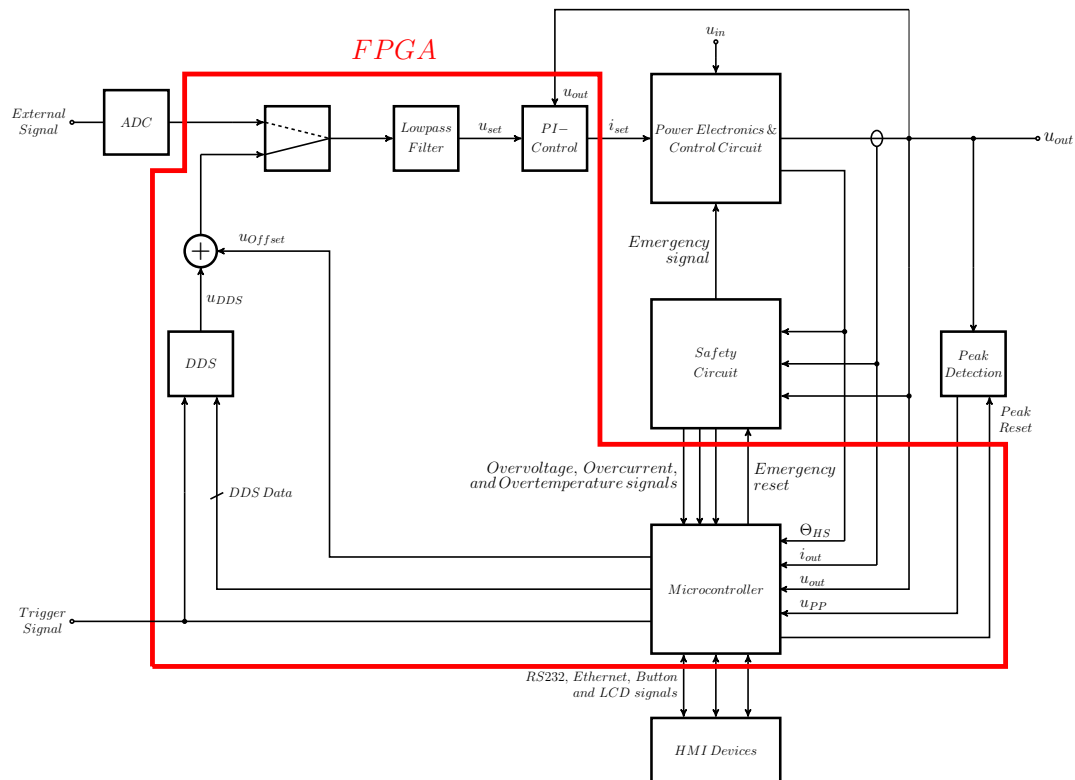 u_in
FPGA
u_out
External
Signal
ADC
Lowpass
Filter
u_set
PI-
Control
i_set
Power Electronics &
Control Circuit
u_out
u_Offset
+
Emergency
signal
u_DDS
DDS
Safety
Circuit
Peak
Detection
Peak
Reset
Overvoltage, Overcurrent,
and Overtemperature signals
Emergency
reset
DDS Data
Θ_HS
i_out
u_out
u_PP
Microcontroller
Trigger
Signal
RS232, Ethernet, Button
and LCD signals
HMI Devices